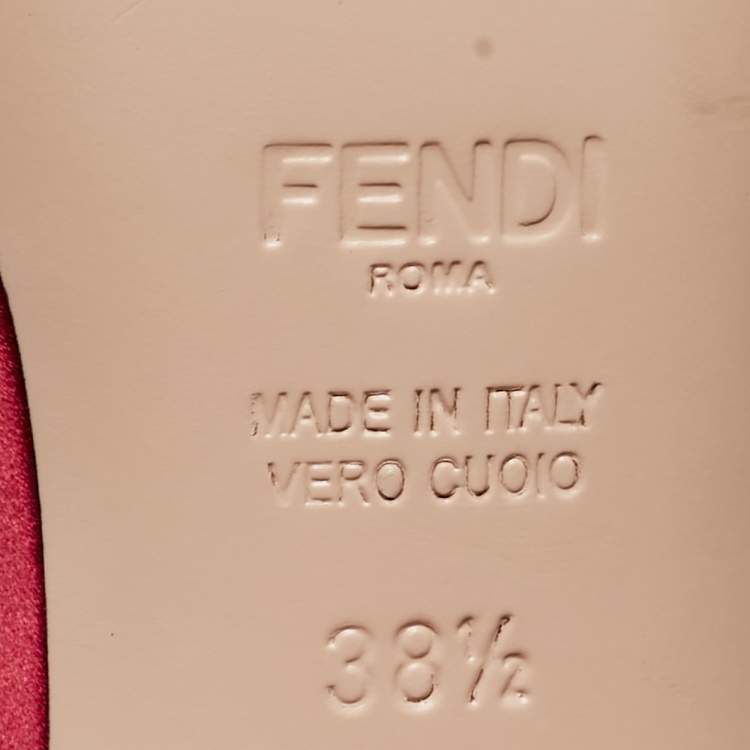 FENDI
ROMA
MADE IN ITALY
VERO CUOIO
38½